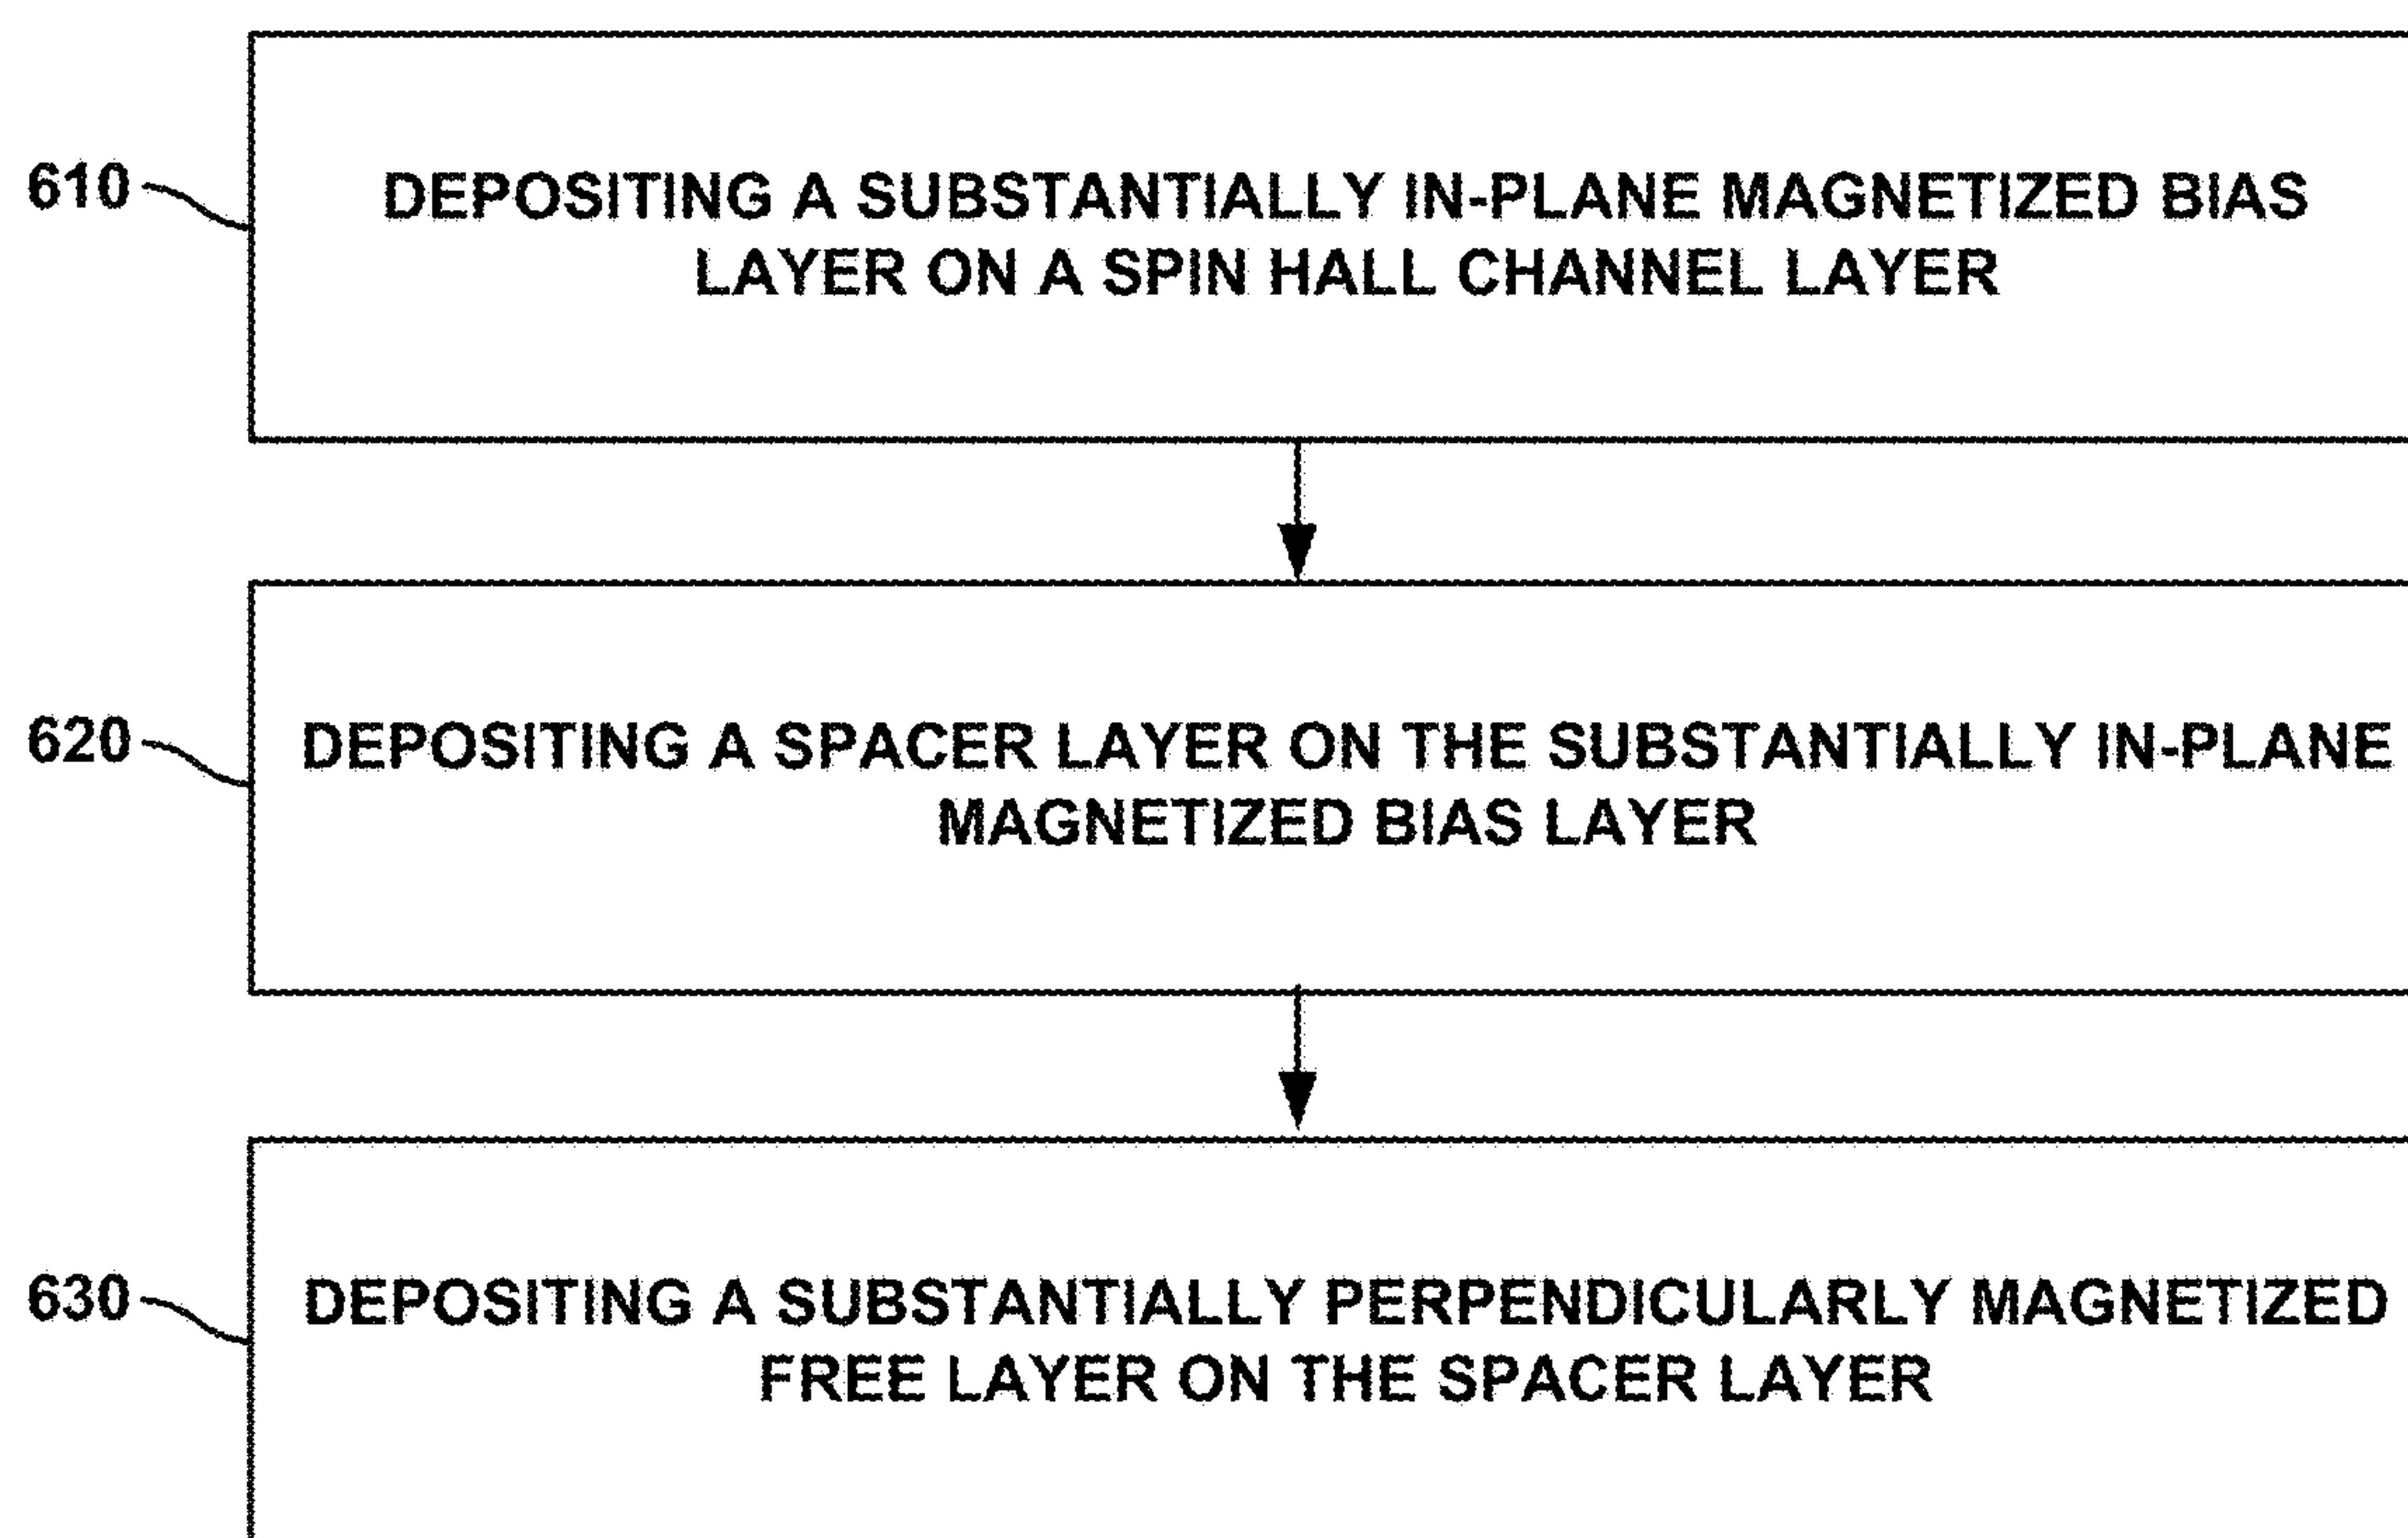 610
DEPOSITING A SUBSTANTIALLY IN-PLANE MAGNETIZED BIAS
LAYER ON A SPIN HALL CHANNEL LAYER
620
DEPOSITING A SPACER LAYER ON THE SUBSTANTIALLY IN-PLANE
MAGNETIZED BIAS LAYER
630
DEPOSITING A SUBSTANTIALLY PERPENDICULARLY MAGNETIZED
FREE LAYER ON THE SPACER LAYER